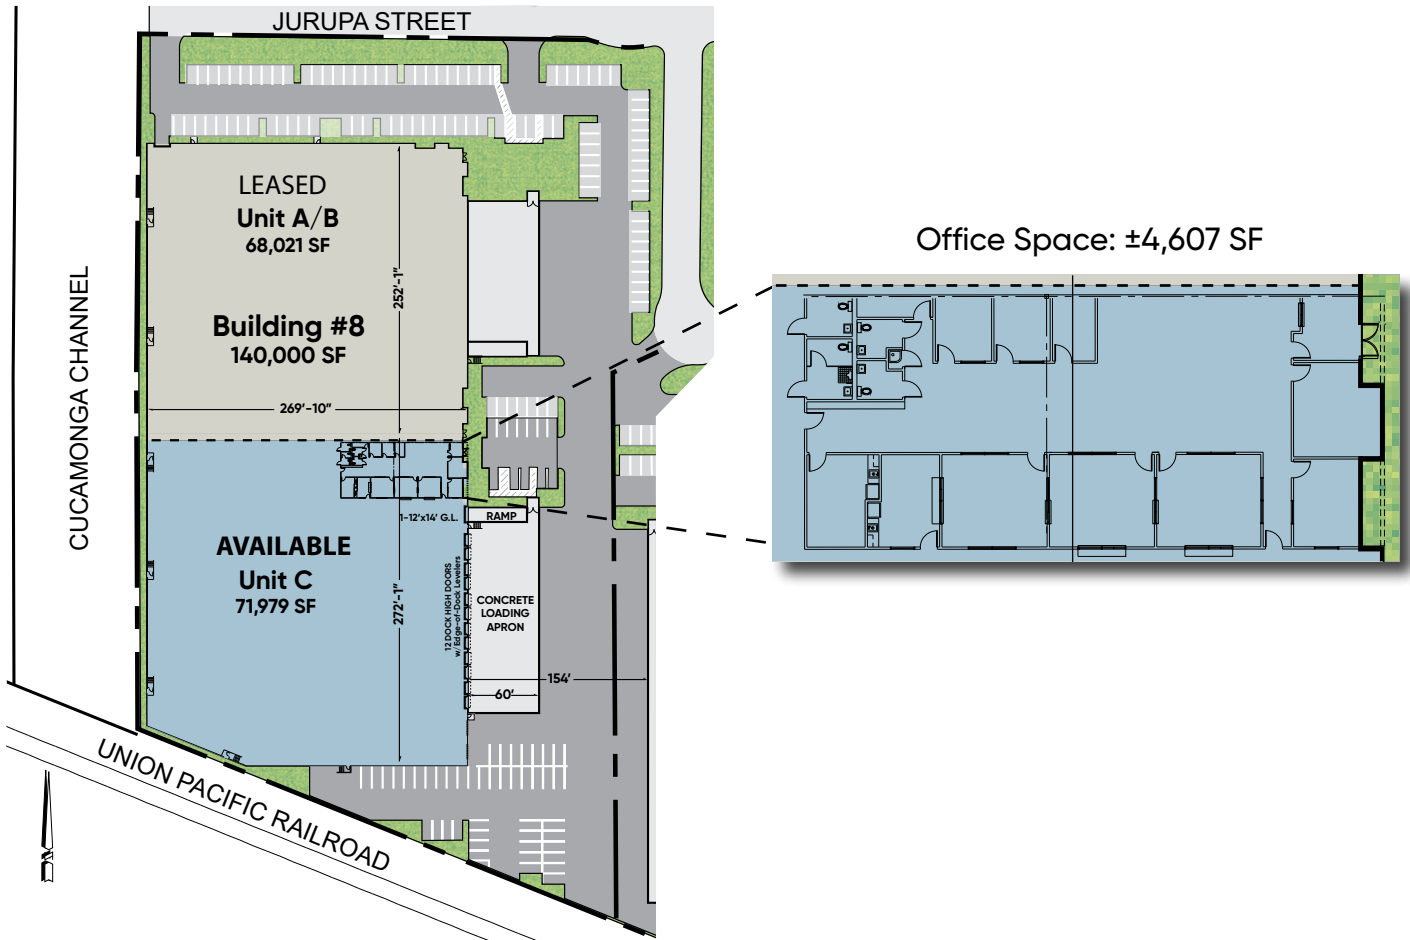 JURUPA STREET
LEASED
Unit A/B
68,021 SF
252'-1"
Building #8
140,000 SF
269'-10"
CUCAMONGA CHANNEL
Office Space: ±4,607 SF
1-12'x14' G.L.
RAMP
AVAILABLE
Unit C
71,979 SF
272'-1"
12 DOCK HIGH DOORS
w/Edge-of-Dock Levelers
CONCRETE
LOADING
APRON
154'
60'
UNION PACIFIC RAILROAD
N